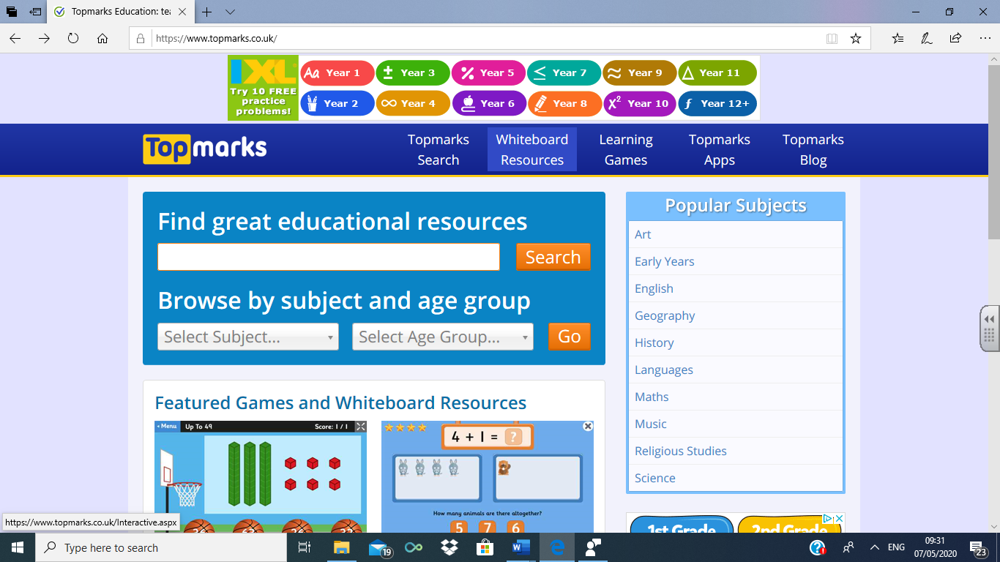 Topmarks Education: tea
https://www.topmarks.co.uk/
IXL
Try 10 FREE
practice
problems!
Aa Year 1
± Year 3
% Year 5
≤ Year 7
≈ Year 9
Δ Year 11
Year 2
∞ Year 4
Year 6
Year 8
x² Year 10
ƒ Year 12+
Topmarks
Topmarks
Search
Whiteboard
Resources
Learning
Games
Topmarks
Apps
Topmarks
Blog
Find great educational resources
Search
Browse by subject and age group
Select Subject...
Select Age Group...
Go
Popular Subjects
Art
Early Years
English
Geography
History
Languages
Maths
Music
Religious Studies
Science
Featured Games and Whiteboard Resources
Menu Up To 49 Score: 1 / 1
4 + 1 = ?
How many animals are there altogether?
5 7 6
1st Grade
2nd Grade
https://www.topmarks.co.uk/Interactive.aspx
Type here to search
19
ENG
09:31
07/05/2020
23